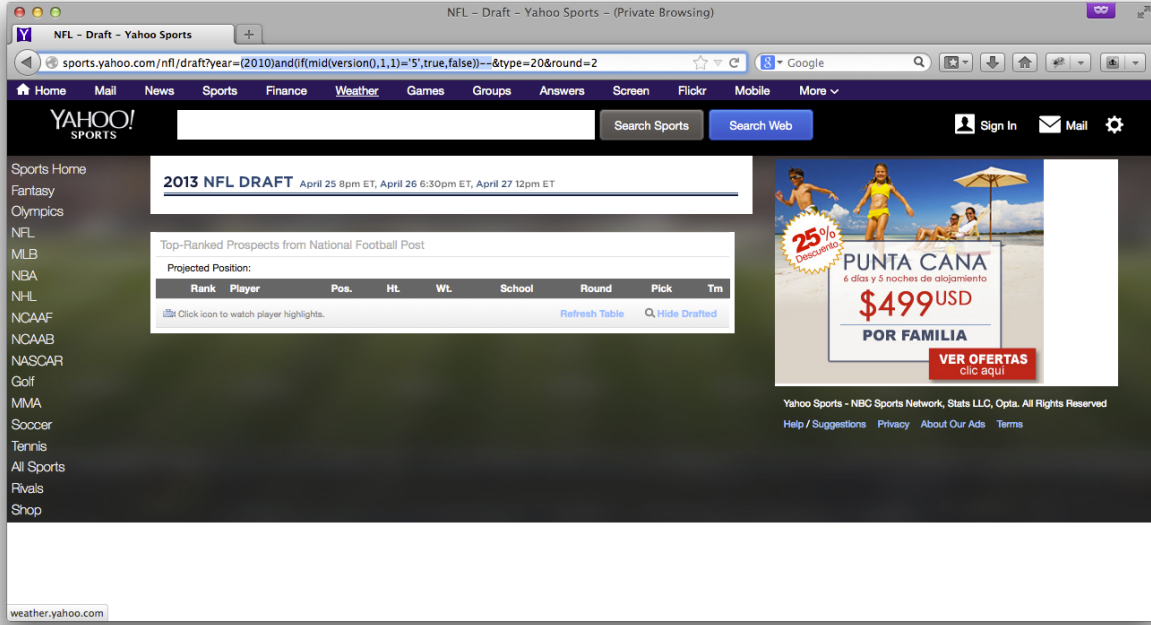 NFL – Draft – Yahoo Sports – (Private Browsing)
Y! NFL – Draft – Yahoo Sports +
sports.yahoo.com/nfl/draft?year=(2010)and(if(mid(version(),1,1)='5',true,false))--&type=20&round=2
8 Google
Home Mail News Sports Finance Weather Games Groups Answers Screen Flickr Mobile More
YAHOO!
SPORTS
Search Sports Search Web Sign In Mail
Sports Home
Fantasy
Olympics
NFL
MLB
NBA
NHL
NCAAF
NCAAB
NASCAR
Golf
MMA
Soccer
Tennis
All Sports
Rivals
Shop
2013 NFL DRAFT April 25 8pm ET, April 26 6:30pm ET, April 27 12pm ET
Top-Ranked Prospects from National Football Post
Projected Position:
Rank Player Pos. Ht. Wt. School Round Pick Tm
Click icon to watch player highlights. Refresh Table Hide Drafted
25%
Descuento
PUNTA CANA
6 días y 5 noches de alojamiento
$499 USD
POR FAMILIA
VER OFERTAS
clic aquí
Yahoo Sports - NBC Sports Network, Stats LLC, Opta. All Rights Reserved
Help / Suggestions Privacy About Our Ads Terms
weather.yahoo.com